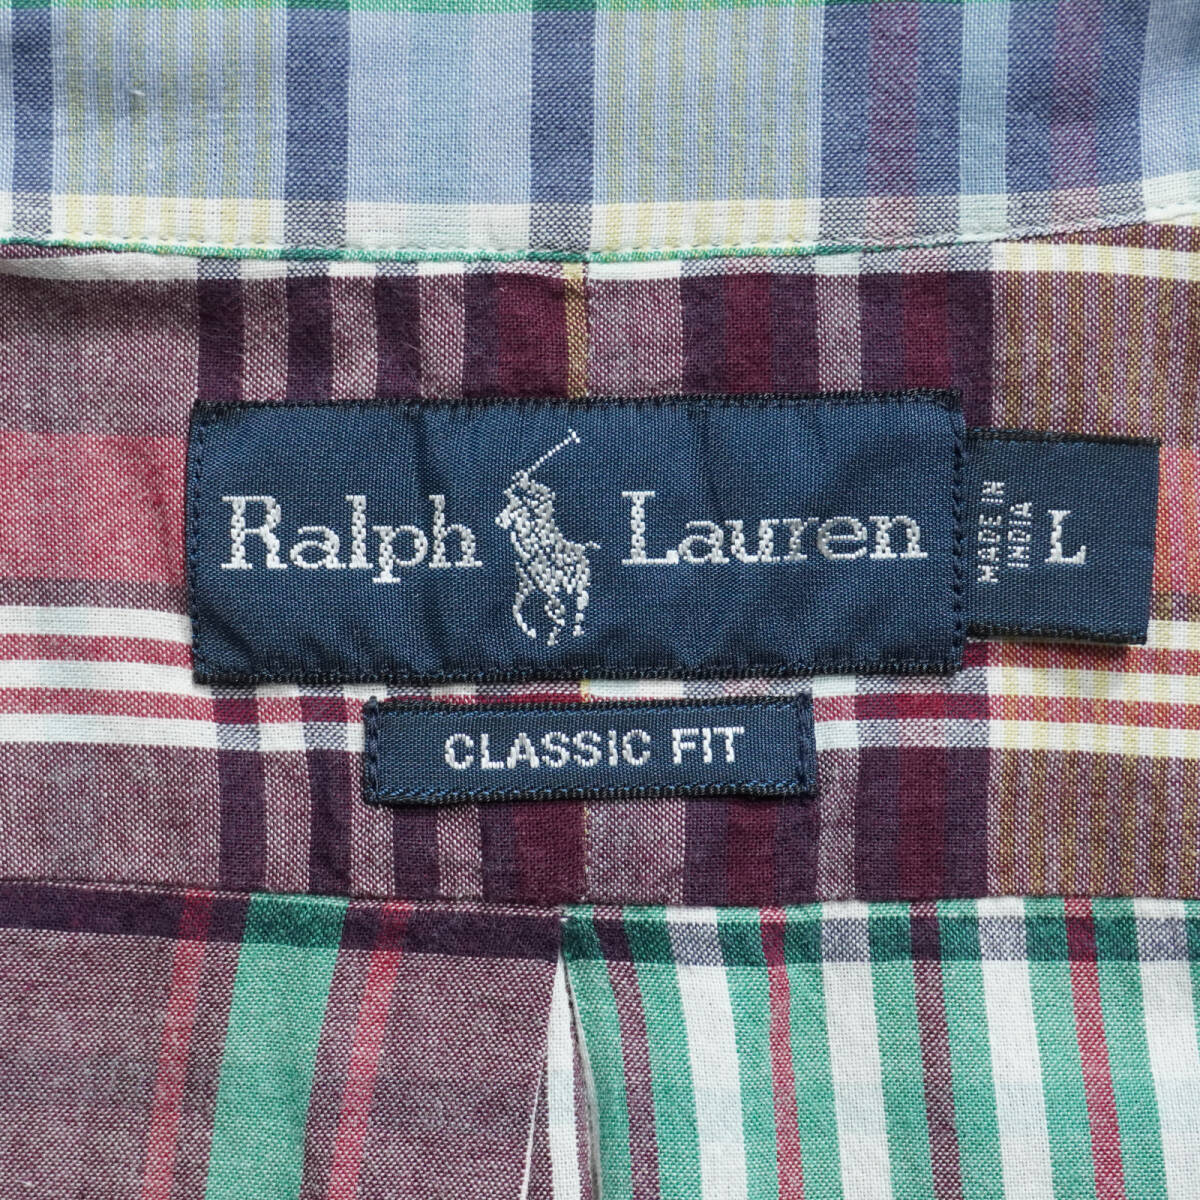 Ralph Lauren
MADE IN
INDIA
L
CLASSIC FIT